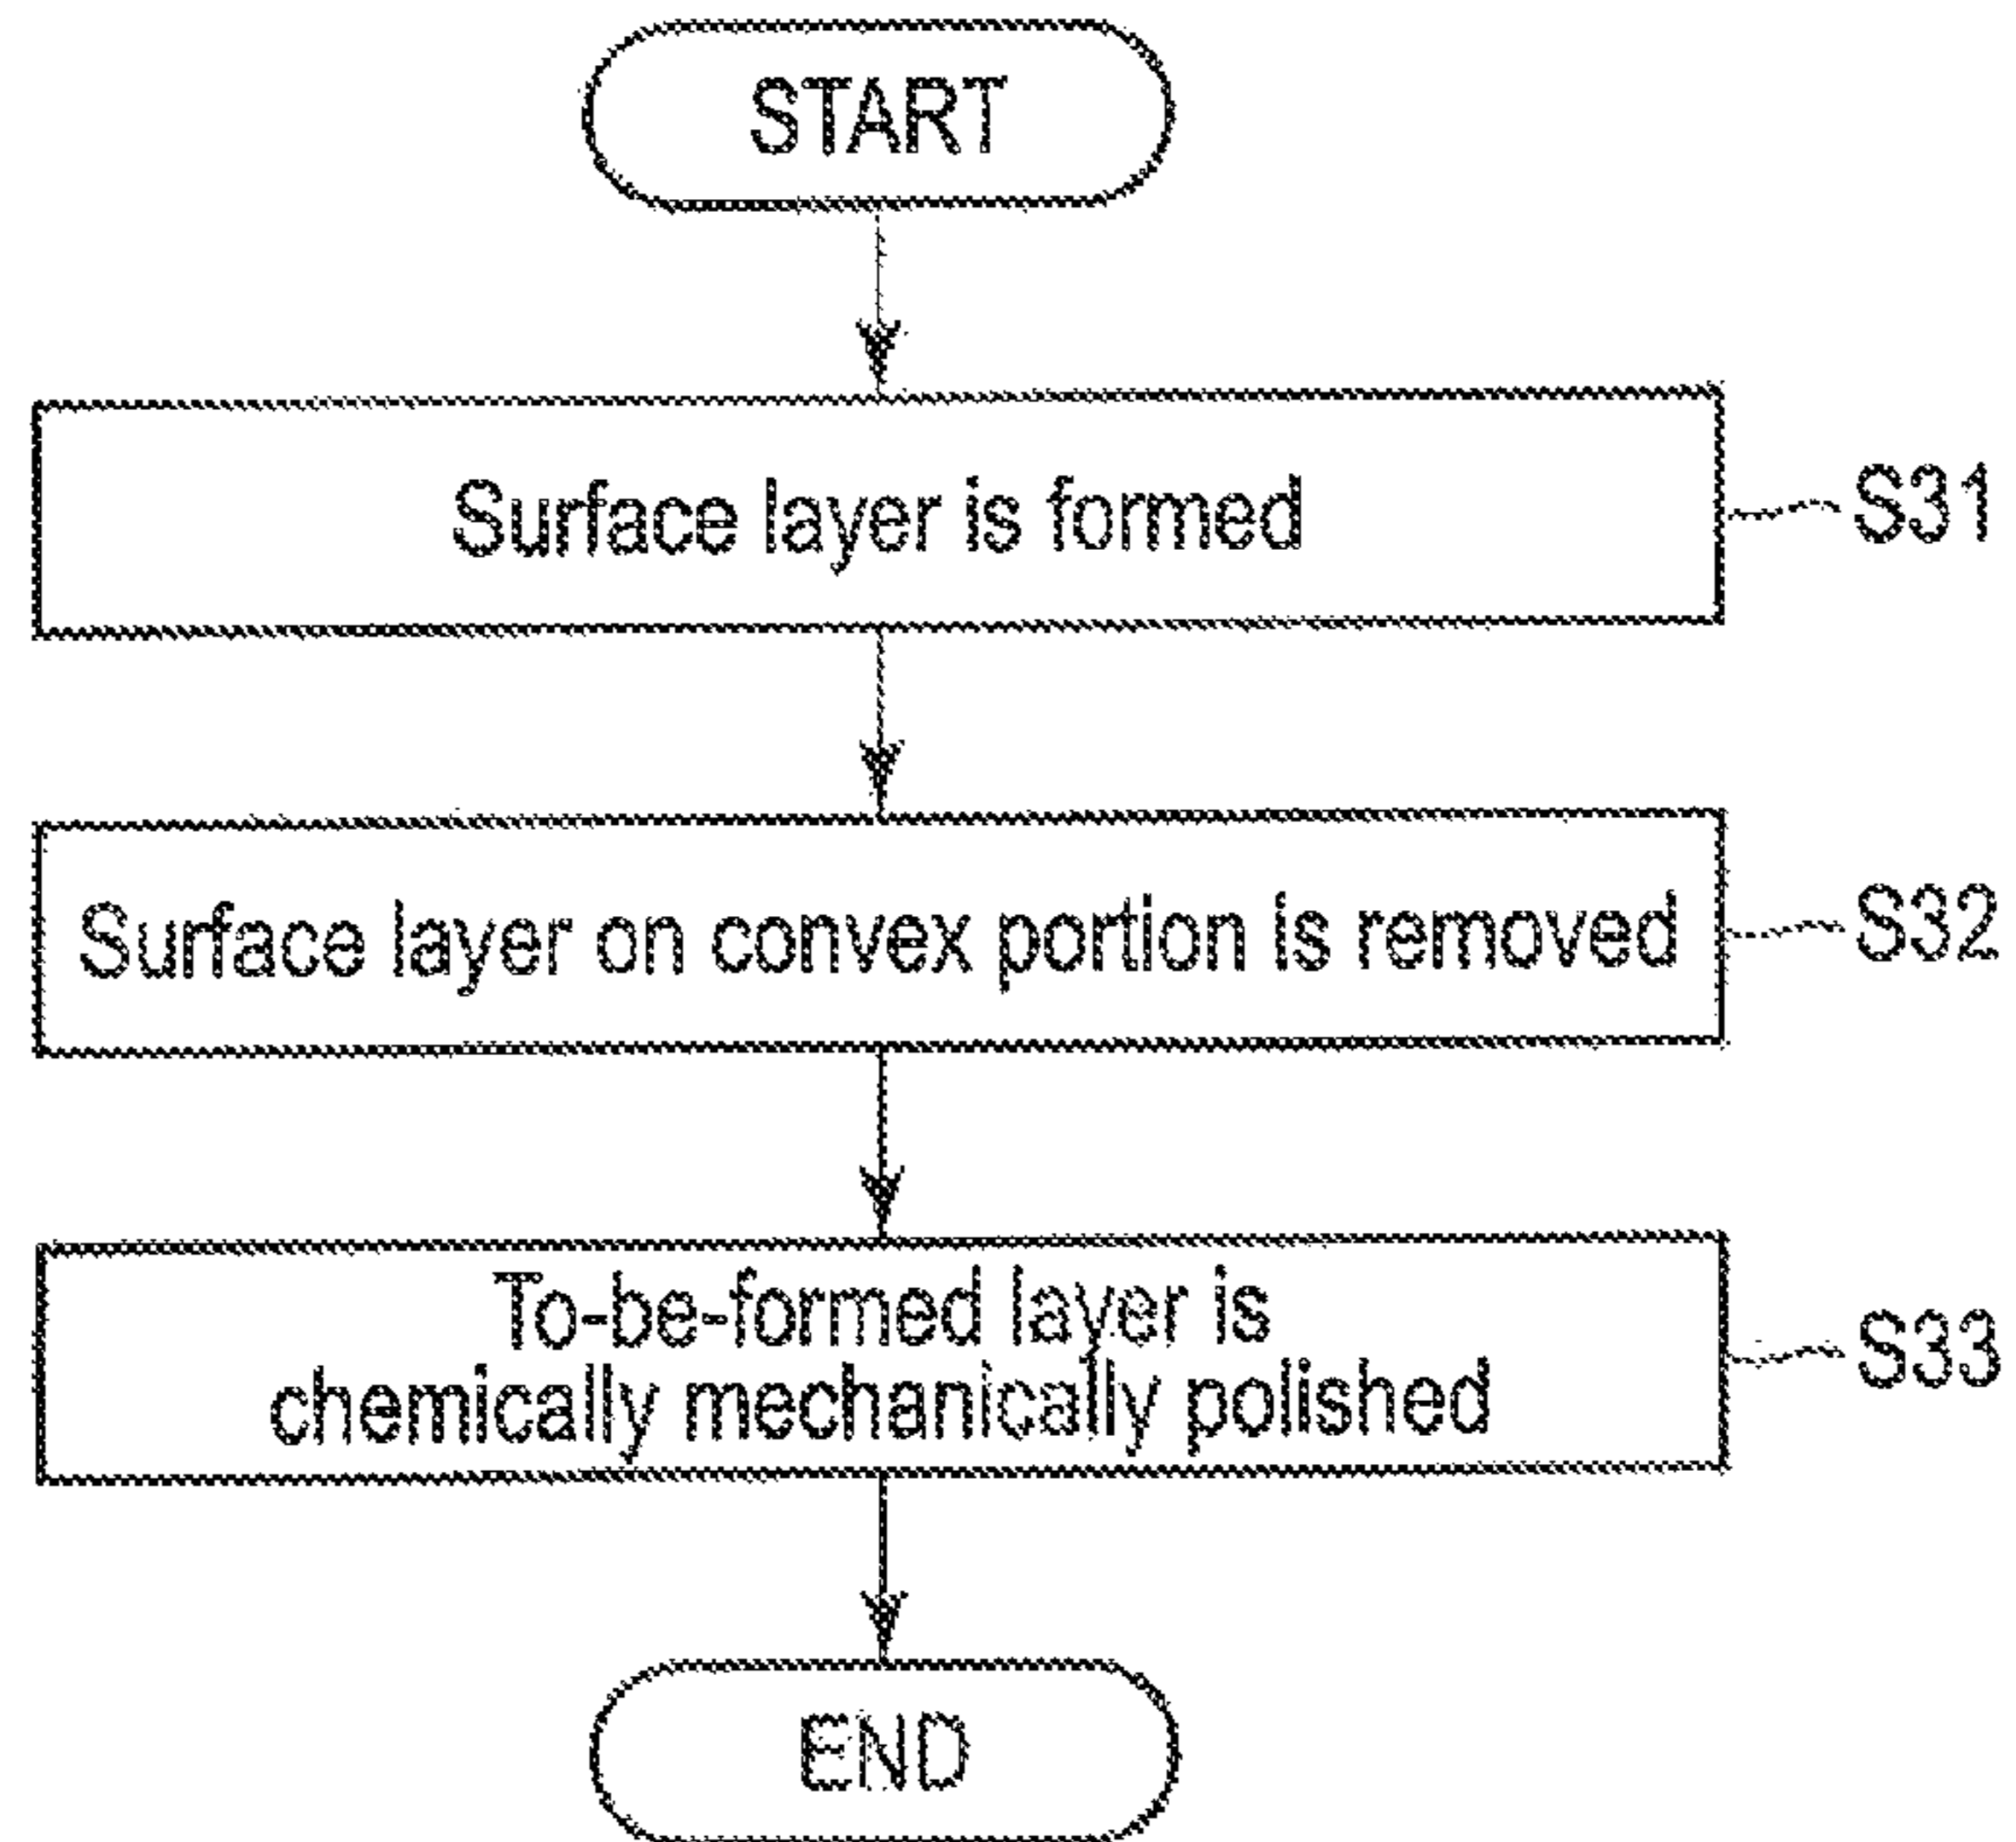 START
Surface layer is formed
S31
Surface layer on convex portion is removed
S32
To-be-formed layer is
chemically mechanically polished
S33
END